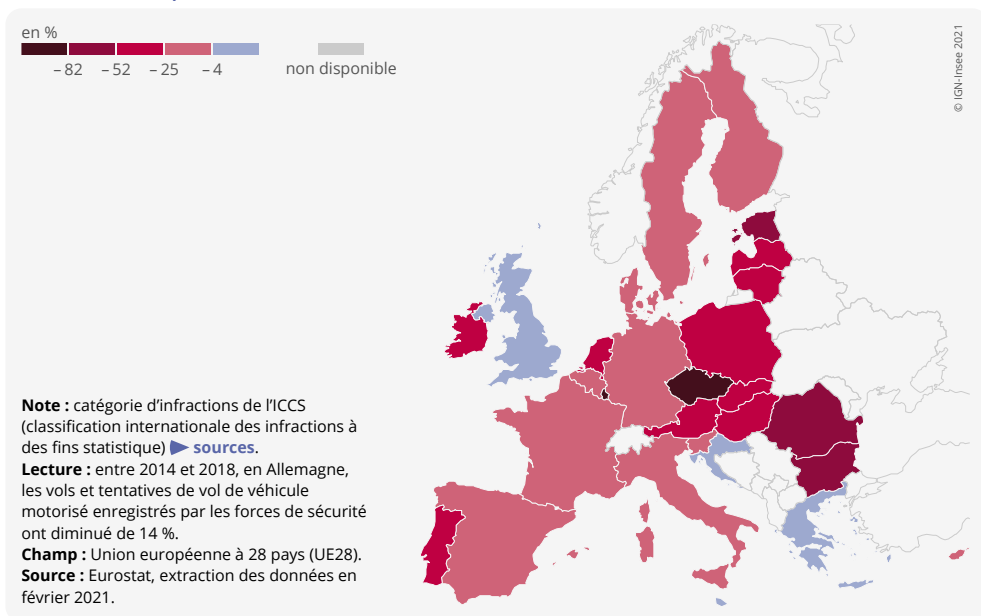 en %
– 82 – 52 – 25 – 4 non disponible
© IGN-Insee 2021
Note : catégorie d’infractions de l’ICCS
(classification internationale des infractions à
des fins statistique) ▶ sources.
Lecture : entre 2014 et 2018, en Allemagne,
les vols et tentatives de vol de véhicule
motorisé enregistrés par les forces de sécurité
ont diminué de 14 %.
Champ : Union européenne à 28 pays (UE28).
Source : Eurostat, extraction des données en
février 2021.